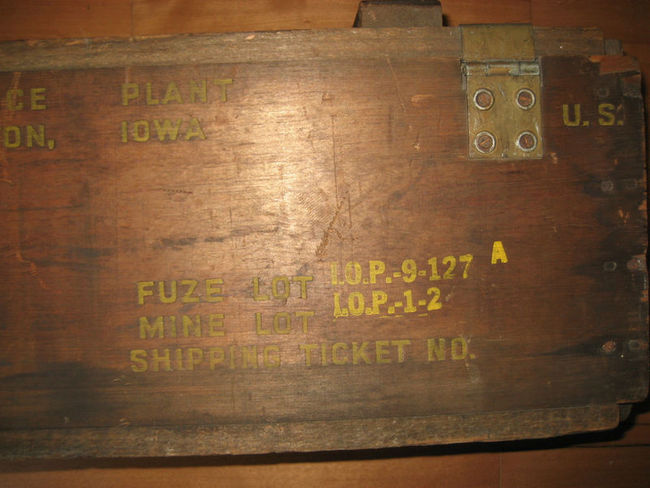 CE PLANT
ON, IOWA
U.S.
FUZE LOT I.O.P.-9-127 A
MINE LOT I.O.P.-1-2
SHIPPING TICKET NO.